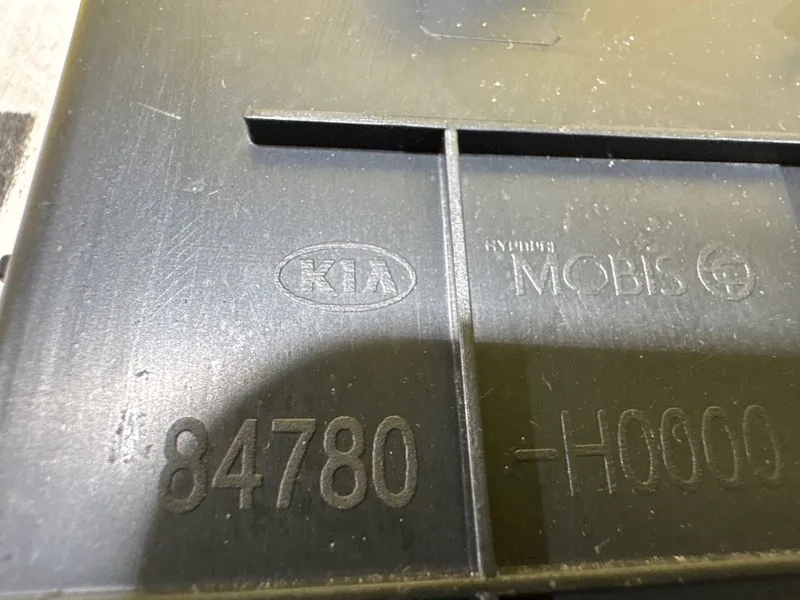 KIA
HYUNDAI
MOBIS
84780-H0000